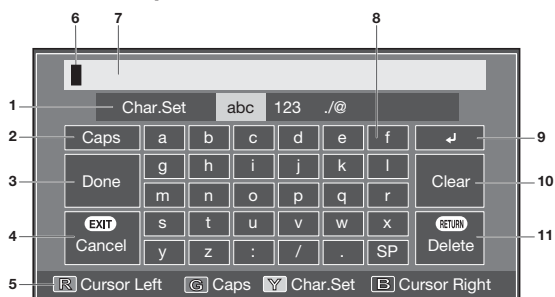 6 7 8
1 Char.Set abc 123 ./@
2 Caps a b c d e f ↲ 9
g h i j k l
3 Done Clear 10
m n o p q r
EXIT s t u v w x RETURN
4 Cancel Delete 11
y z : / . SP
5 R Cursor Left G Caps Y Char.Set B Cursor Right